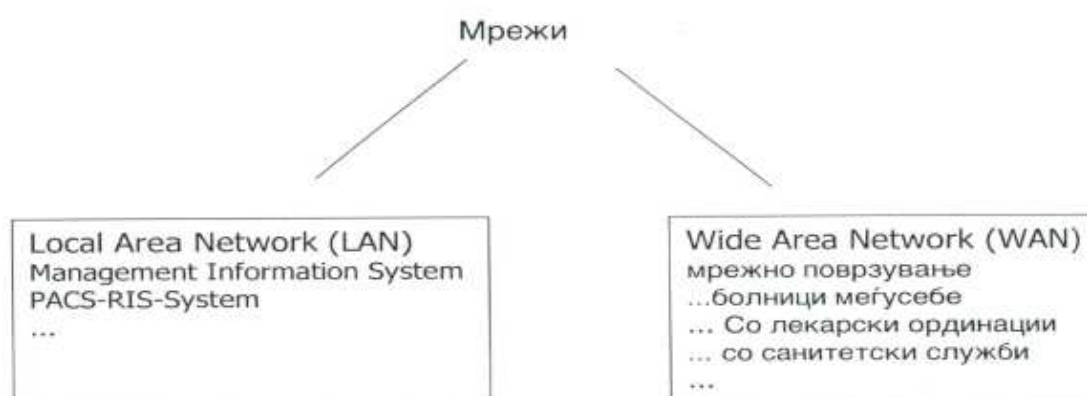 Мрежи
Local Area Network (LAN)
Management Information System
PACS-RIS-System
...
Wide Area Network (WAN)
мрежно поврзување
...болници меѓусебе
... Со лекарски ординации
... со санитетски служби
...